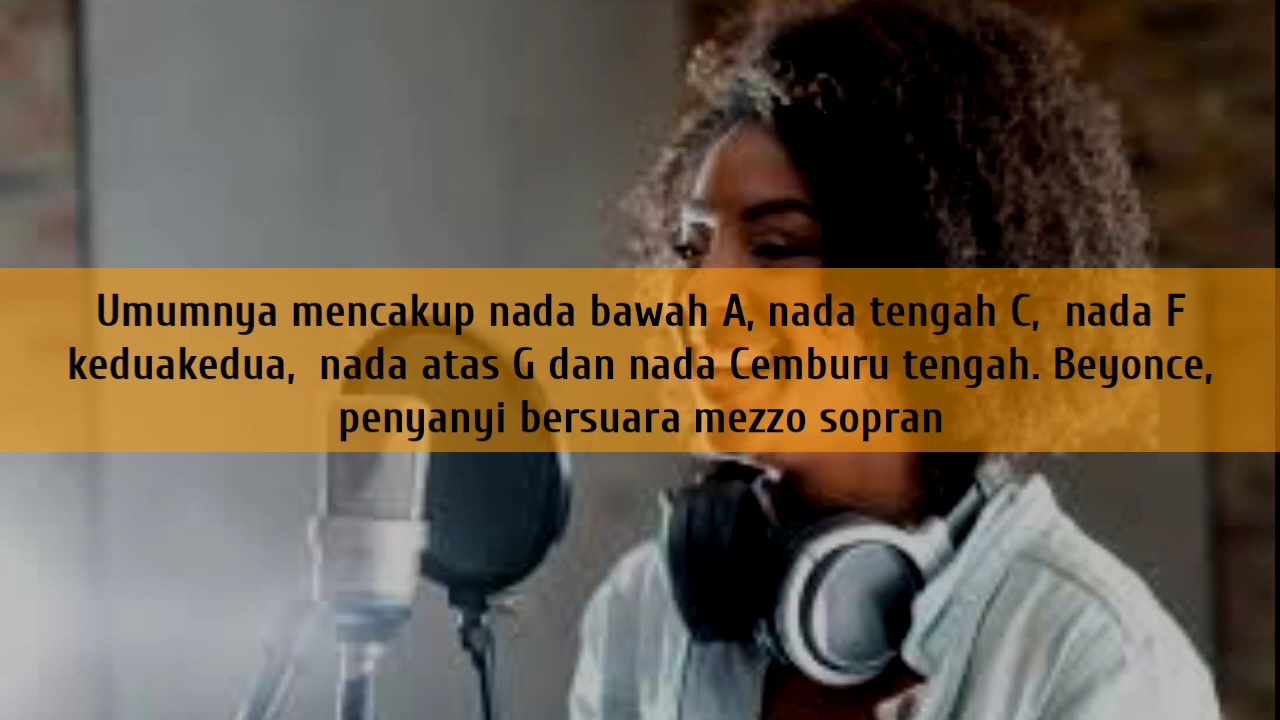 Umumnya mencakup nada bawah A, nada tengah C,  nada F
keduakedua,  nada atas G dan nada Cemburu tengah. Beyonce,
penyanyi bersuara mezzo sopran